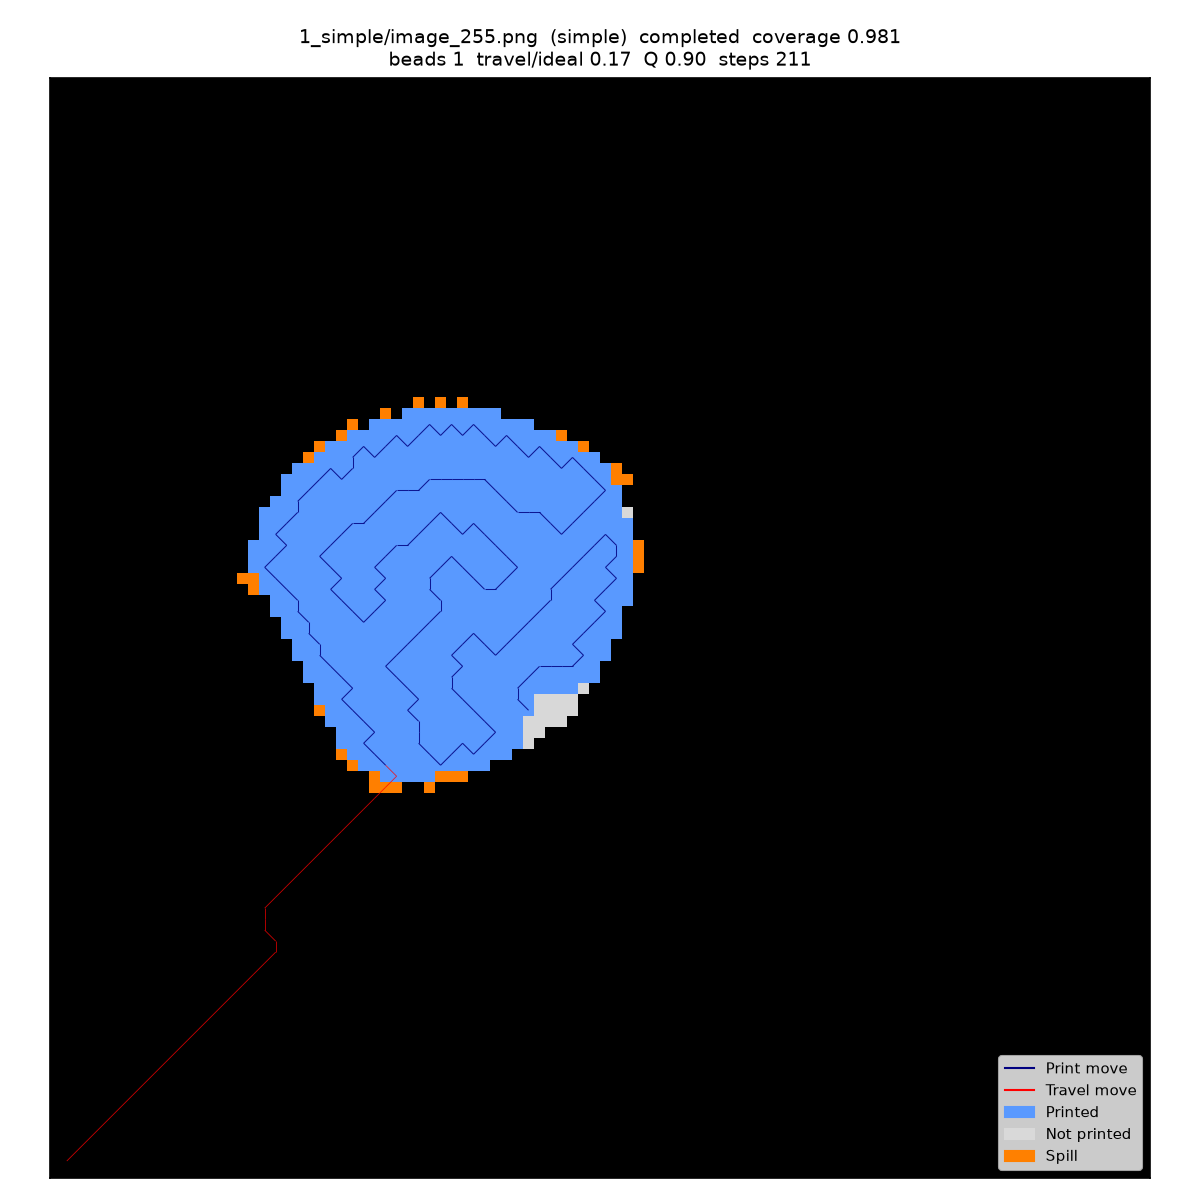 1_simple/image_255.png  (simple)  completed  coverage 0.981
beads 1  travel/ideal 0.17  Q 0.90  steps 211
Print move
Travel move
Printed
Not printed
Spill